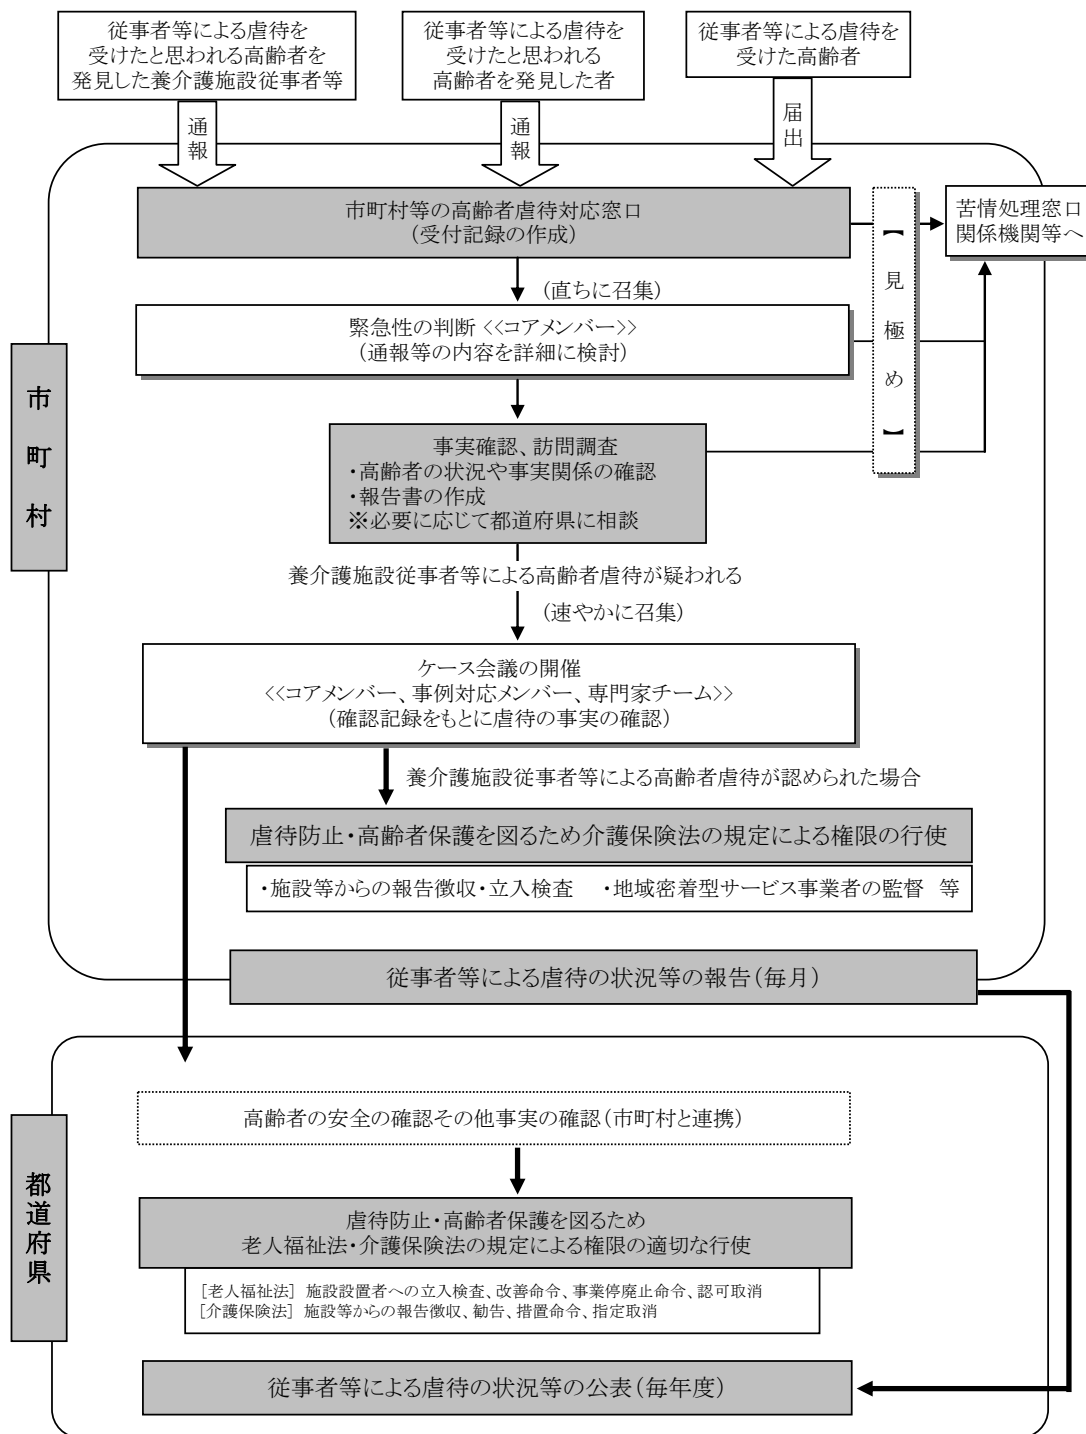 従事者等による虐待を
受けたと思われる高齢者を
発見した養介護施設従事者等
従事者等による虐待を
受けたと思われる
高齢者を発見した者
従事者等による虐待を
受けた高齢者
通報
通報
届出
市町村等の高齢者虐待対応窓口
(受付記録の作成)
苦情処理窓口
関係機関等へ
【見極め】
(直ちに召集)
緊急性の判断 <<コアメンバー>>
(通報等の内容を詳細に検討)
市町村
事実確認、訪問調査
・高齢者の状況や事実関係の確認
・報告書の作成
※必要に応じて都道府県に相談
養介護施設従事者等による高齢者虐待が疑われる
(速やかに召集)
ケース会議の開催
<<コアメンバー、事例対応メンバー、専門家チーム>>
(確認記録をもとに虐待の事実の確認)
養介護施設従事者等による高齢者虐待が認められた場合
虐待防止・高齢者保護を図るため介護保険法の規定による権限の行使
・施設等からの報告徴収・立入検査 ・地域密着型サービス事業者の監督 等
従事者等による虐待の状況等の報告(毎月)
高齢者の安全の確認その他事実の確認(市町村と連携)
都道府県
虐待防止・高齢者保護を図るため
老人福祉法・介護保険法の規定による権限の適切な行使
[老人福祉法] 施設設置者への立入検査、改善命令、事業停廃止命令、認可取消
[介護保険法] 施設等からの報告徴収、勧告、措置命令、指定取消
従事者等による虐待の状況等の公表(毎年度)